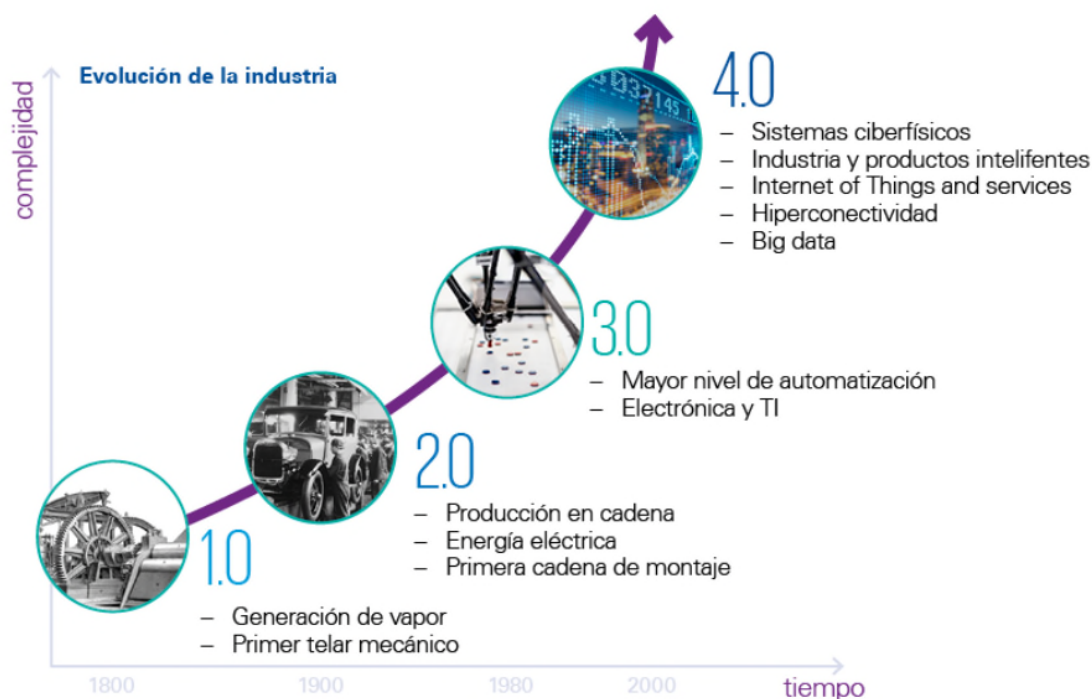 Evolución de la industria
complejidad
4.0
– Sistemas ciberfísicos
– Industria y productos intelifentes
– Internet of Things and services
– Hiperconectividad
– Big data
3.0
– Mayor nivel de automatización
– Electrónica y TI
2.0
– Producción en cadena
– Energía eléctrica
– Primera cadena de montaje
1.0
– Generación de vapor
– Primer telar mecánico
1800 1900 1980 2000
tiempo